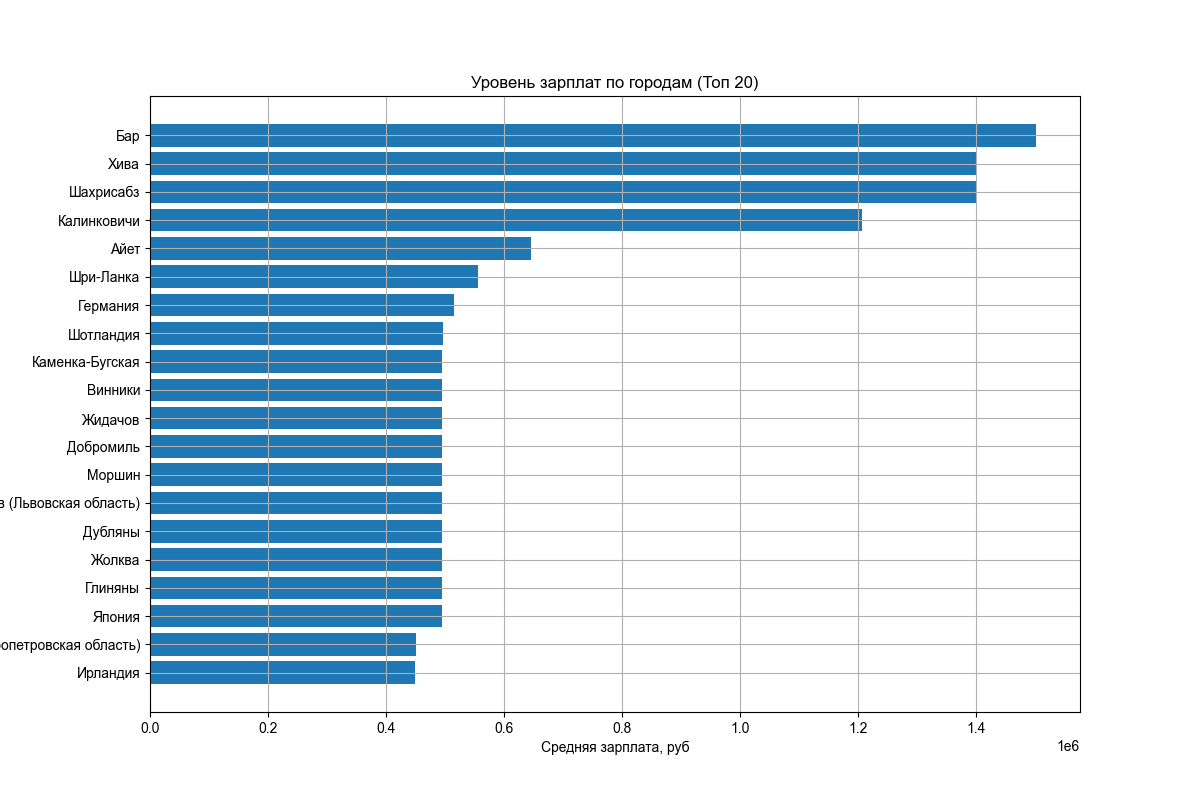 Уровень зарплат по городам (Топ 20)
Бар
Хива
Шахрисабз
Калинковичи
Айет
Шри-Ланка
Германия
Шотландия
Каменка-Бугская
Винники
Жидачов
Добромиль
Моршин
(Львовская область)
Дубляны
Жолква
Глиняны
Япония
область)
Ирландия
0.0 0.2 0.4 0.6 0.8 1.0 1.2 1.4
Средняя зарплата, руб
1e6